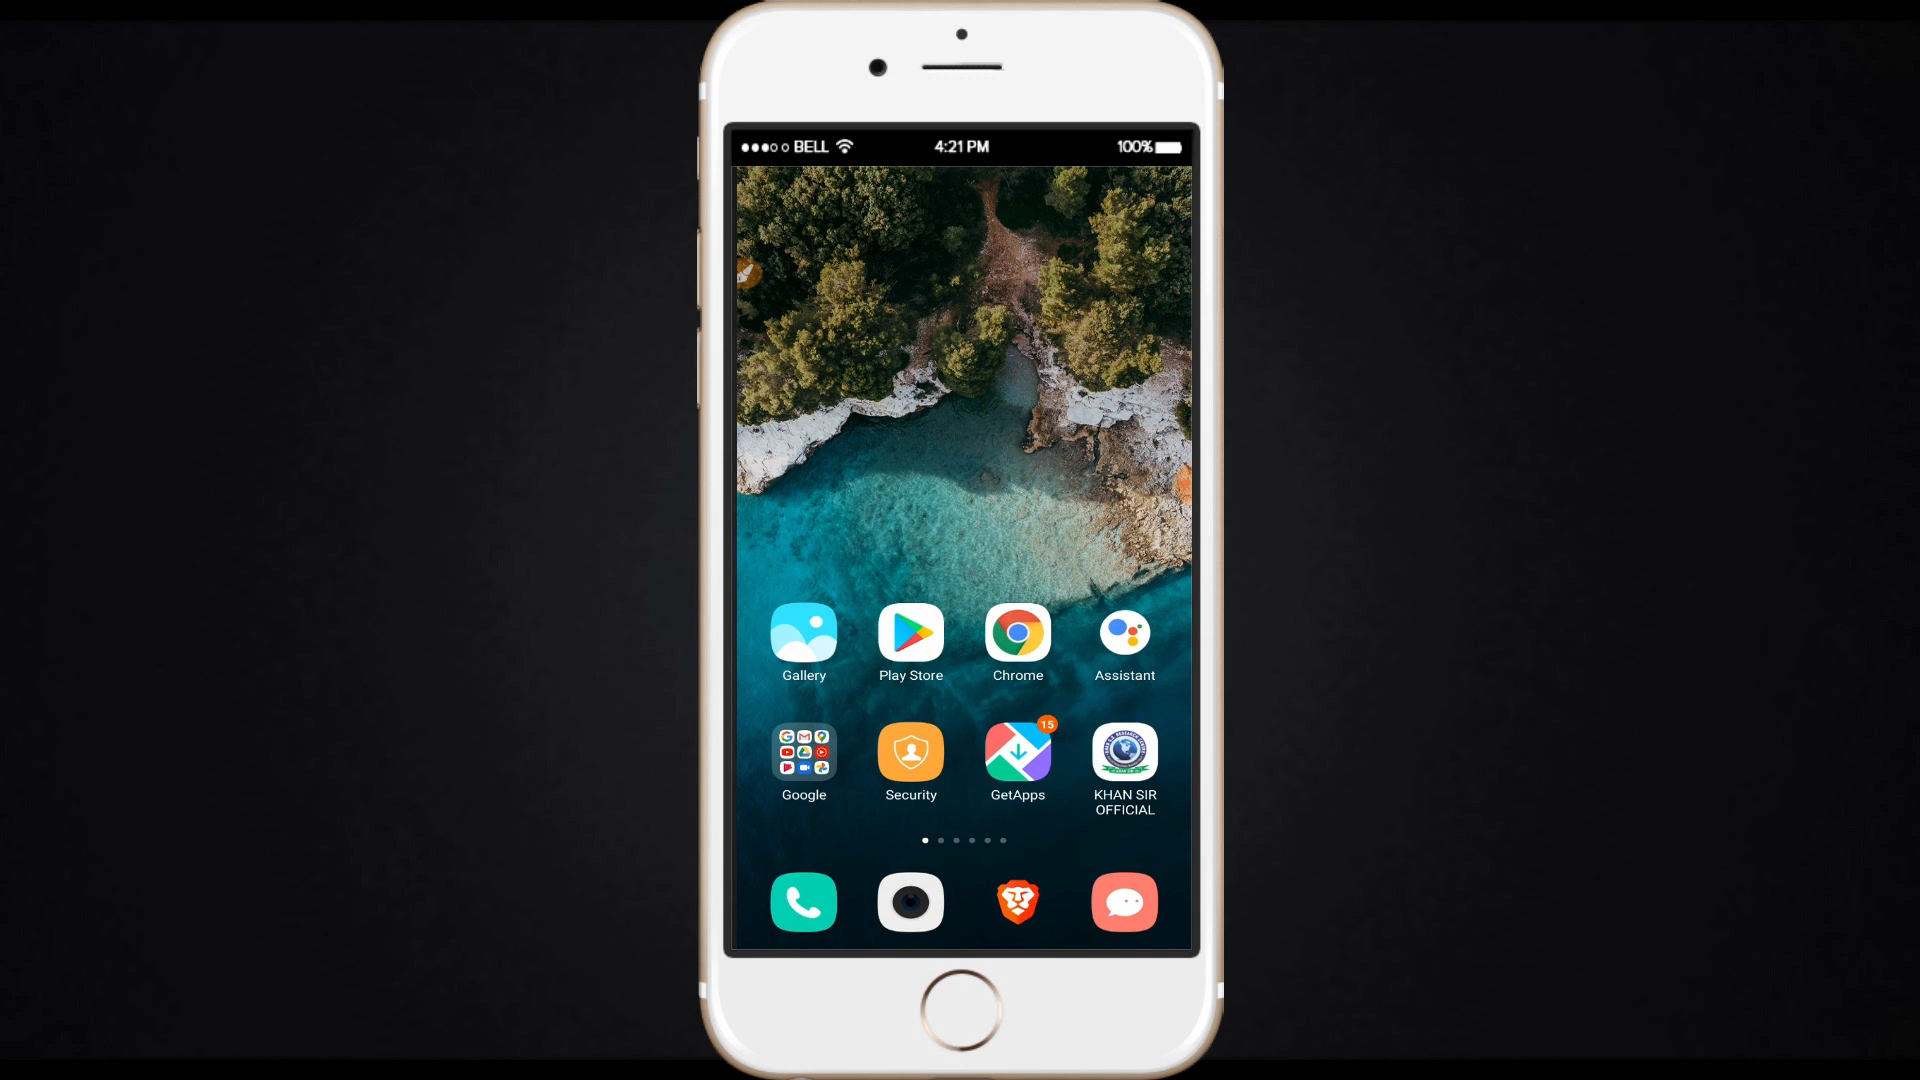 BELL 4:21 PM 100%
Gallery Play Store Chrome Assistant
15
Google Security GetApps KHAN SIR
OFFICIAL